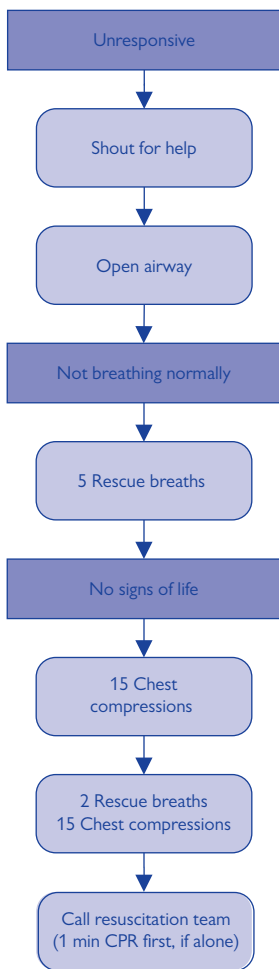 Unresponsive
Shout for help
Open airway
Not breathing normally
5 Rescue breaths
No signs of life
15 Chest
compressions
2 Rescue breaths
15 Chest compressions
Call resuscitation team
(1 min CPR first, if alone)